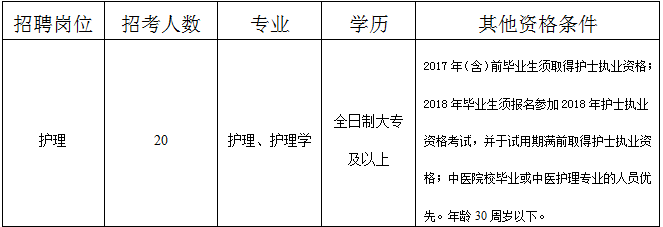 招聘岗位 招考人数 专业 学历 其他资格条件
护理 20 护理、护理学 全日制大专及以上
2017年(含)前毕业生须取得护士执业资格；
2018年毕业生须报名参加2018年护士执业
资格考试，并于试用期满前取得护士执业资
格；中医院校毕业或中医护理专业的人员优
先。年龄30周岁以下。